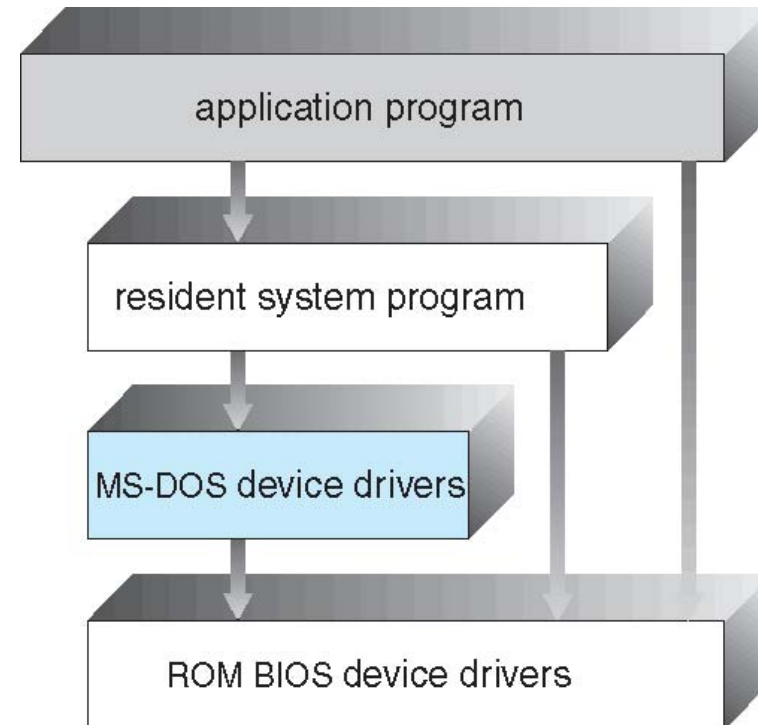 application program
resident system program
MS-DOS device drivers
ROM BIOS device drivers